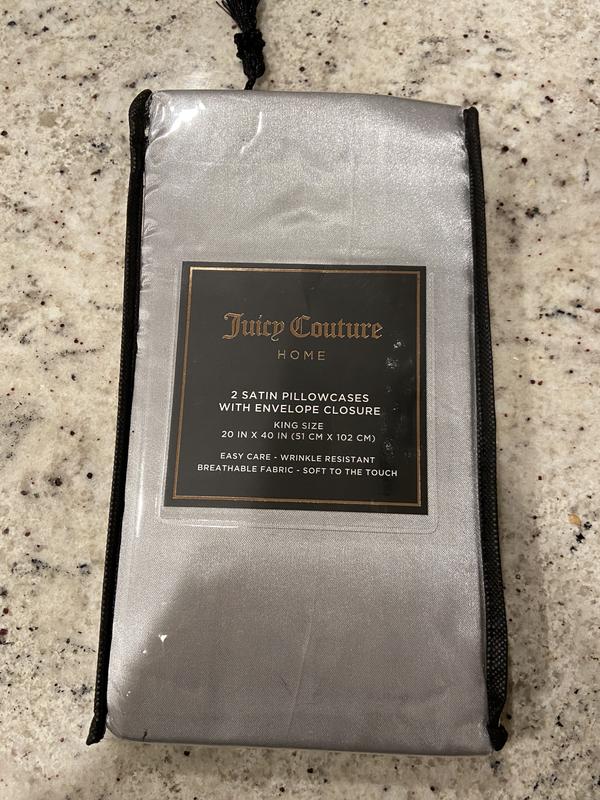 Juicy Couture
HOME
2 SATIN PILLOWCASES
WITH ENVELOPE CLOSURE
KING SIZE
20 IN X 40 IN (51 CM X 102 CM)
EASY CARE - WRINKLE RESISTANT
BREATHABLE FABRIC - SOFT TO THE TOUCH